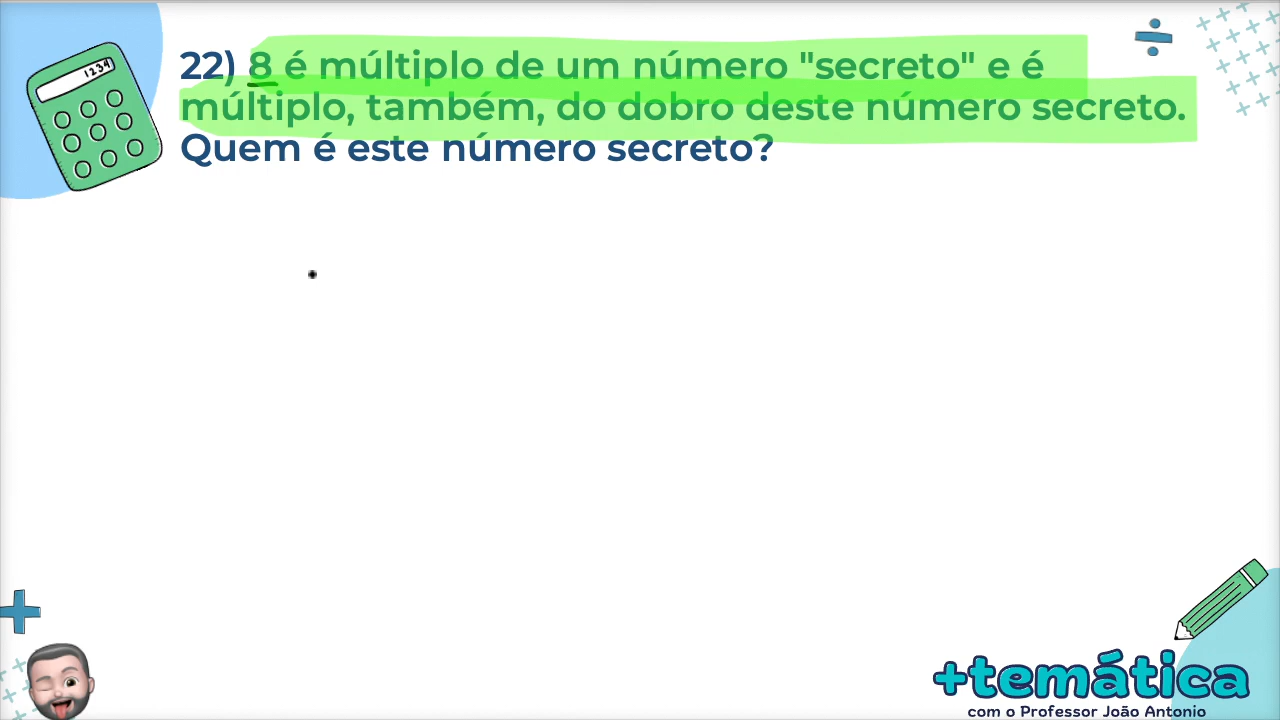 22) 8 é múltiplo de um número "secreto" e é
múltiplo, também, do dobro deste número secreto.
Quem é este número secreto?
1234
+temática
com o Professor João Antonio